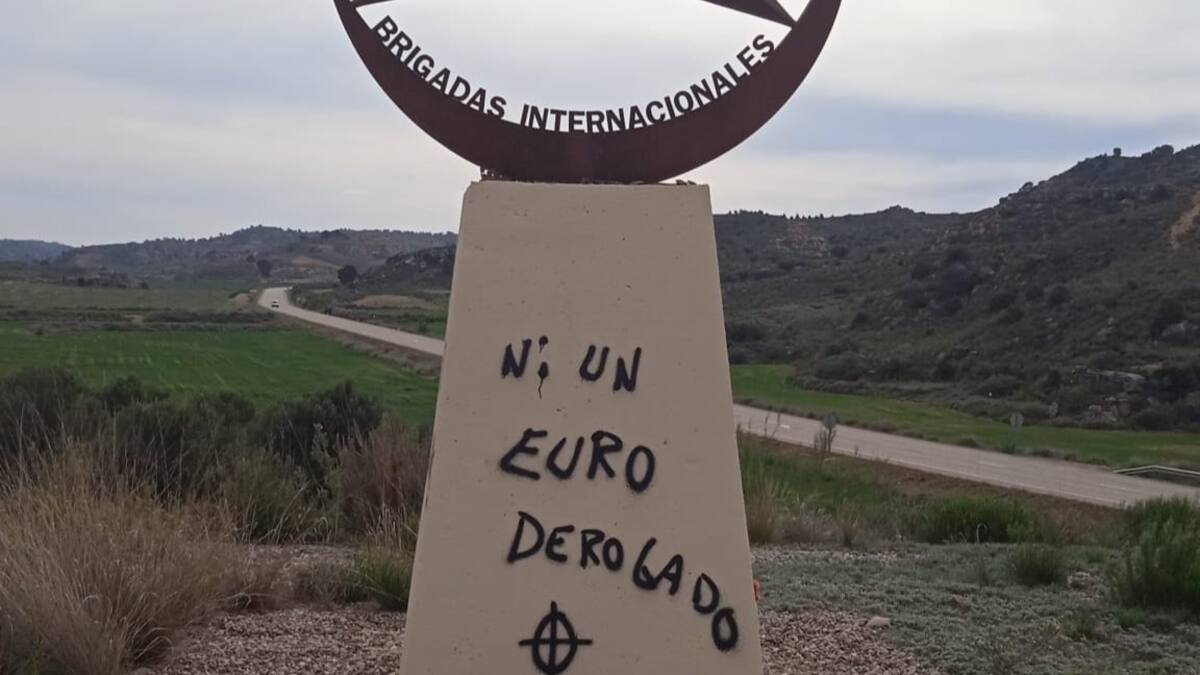 BRIGADAS INTERNACIONALES
Ni UN
EURO
DEROGADO